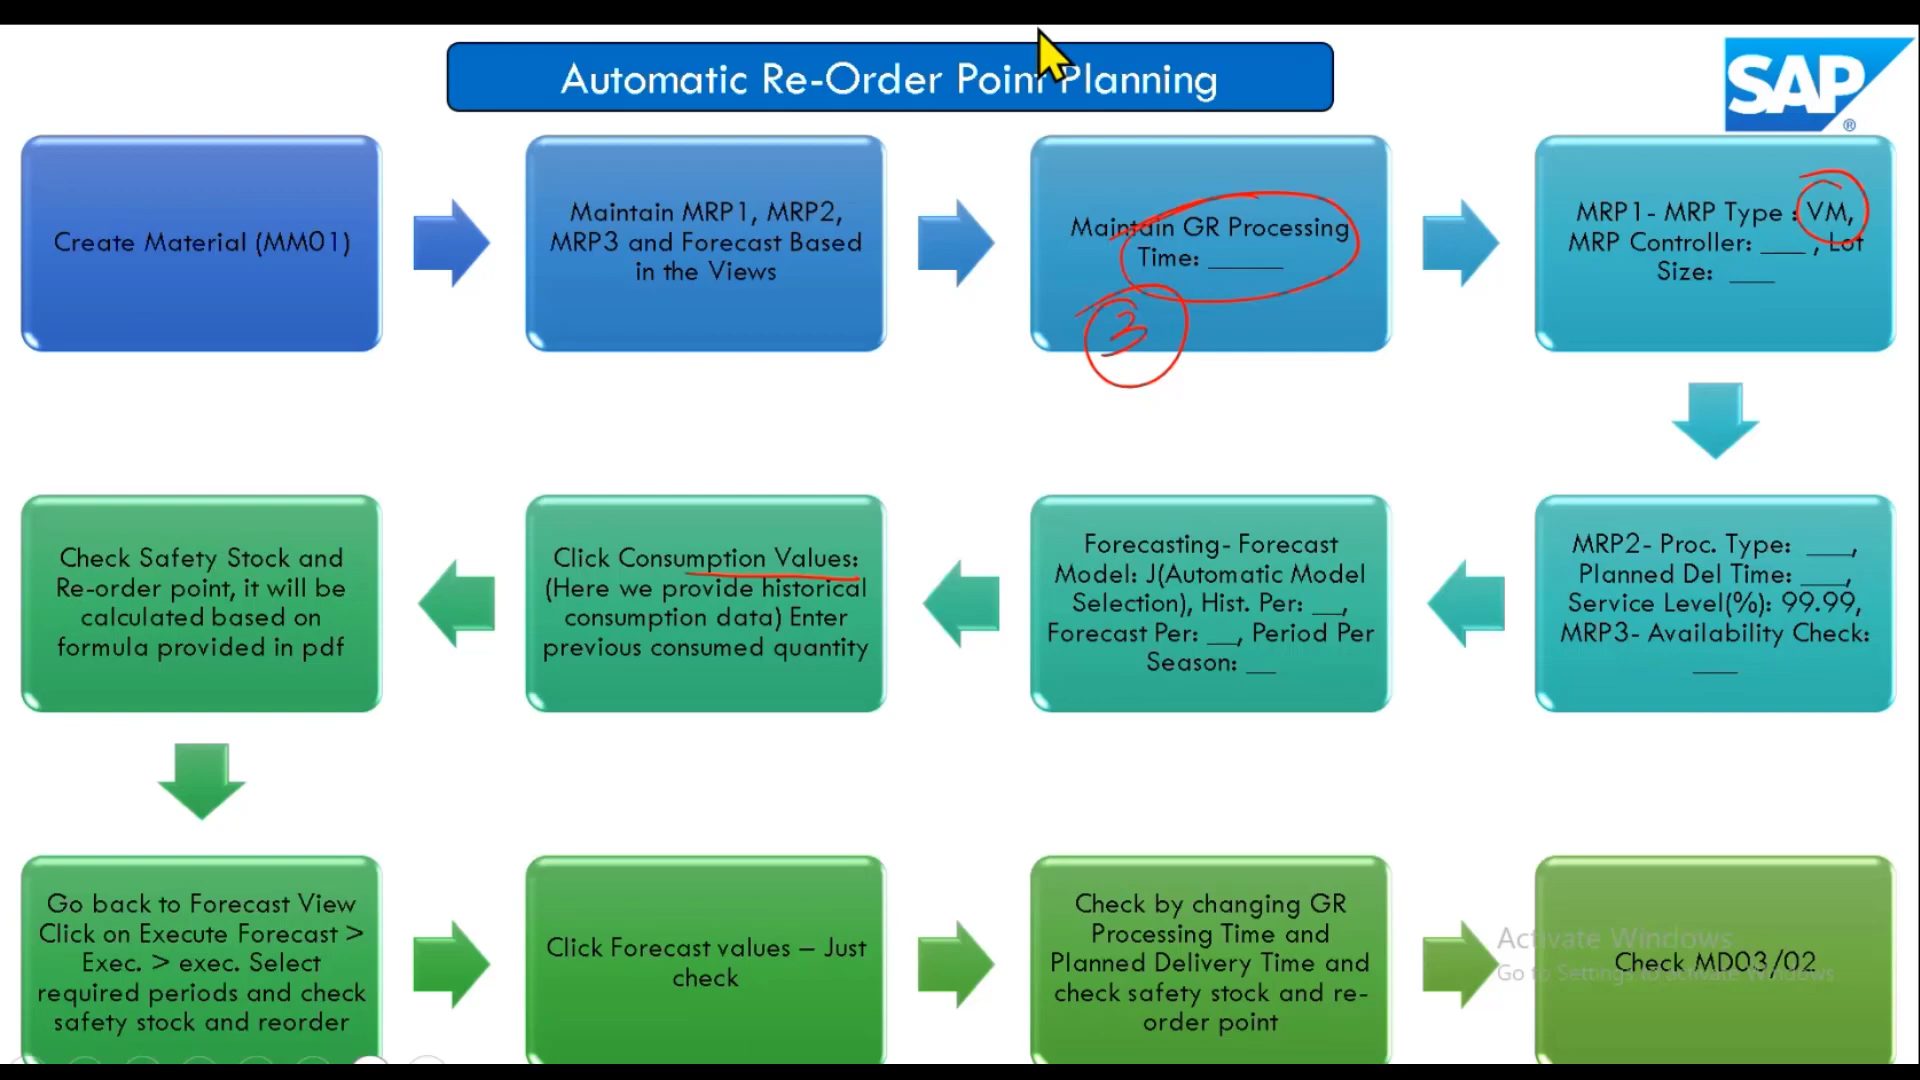 Automatic Re-Order Point Planning
SAP
®
Create Material (MM01)
Maintain MRP1, MRP2,
MRP3 and Forecast Based
in the Views
Maintain GR Processing
Time: _____
3
MRP1- MRP Type : VM,
MRP Controller: ___ , Lot
Size: ___
MRP2- Proc. Type: ___,
Planned Del Time: ___,
Service Level(%): 99.99,
MRP3- Availability Check:
___
Forecasting- Forecast
Model: J(Automatic Model
Selection), Hist. Per: __,
Forecast Per: __, Period Per
Season: __
Click Consumption Values:
(Here we provide historical
consumption data) Enter
previous consumed quantity
Check Safety Stock and
Re-order point, it will be
calculated based on
formula provided in pdf
Go back to Forecast View
Click on Execute Forecast >
Exec. > exec. Select
required periods and check
safety stock and reorder
Click Forecast values – Just
check
Check by changing GR
Processing Time and
Planned Delivery Time and
check safety stock and re-
order point
Check MD03/02
Activate Windows
Go to Settings to activate Windows